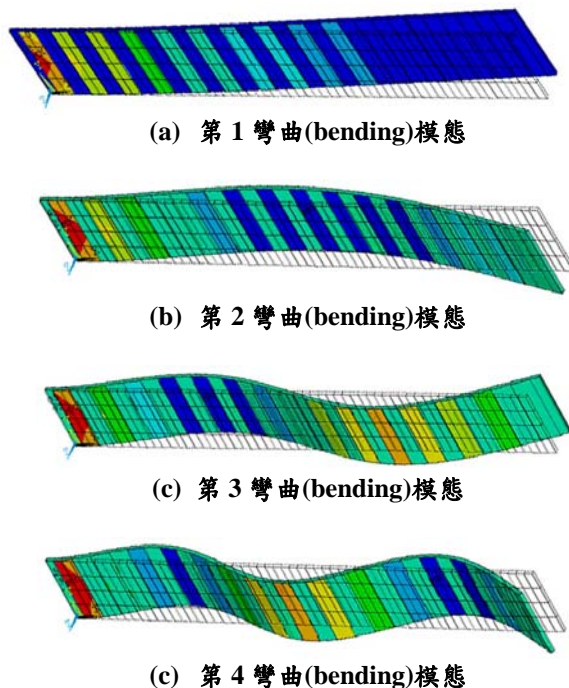 (a) 第 1 彎曲(bending)模態
(b) 第 2 彎曲(bending)模態
(c) 第 3 彎曲(bending)模態
(c) 第 4 彎曲(bending)模態